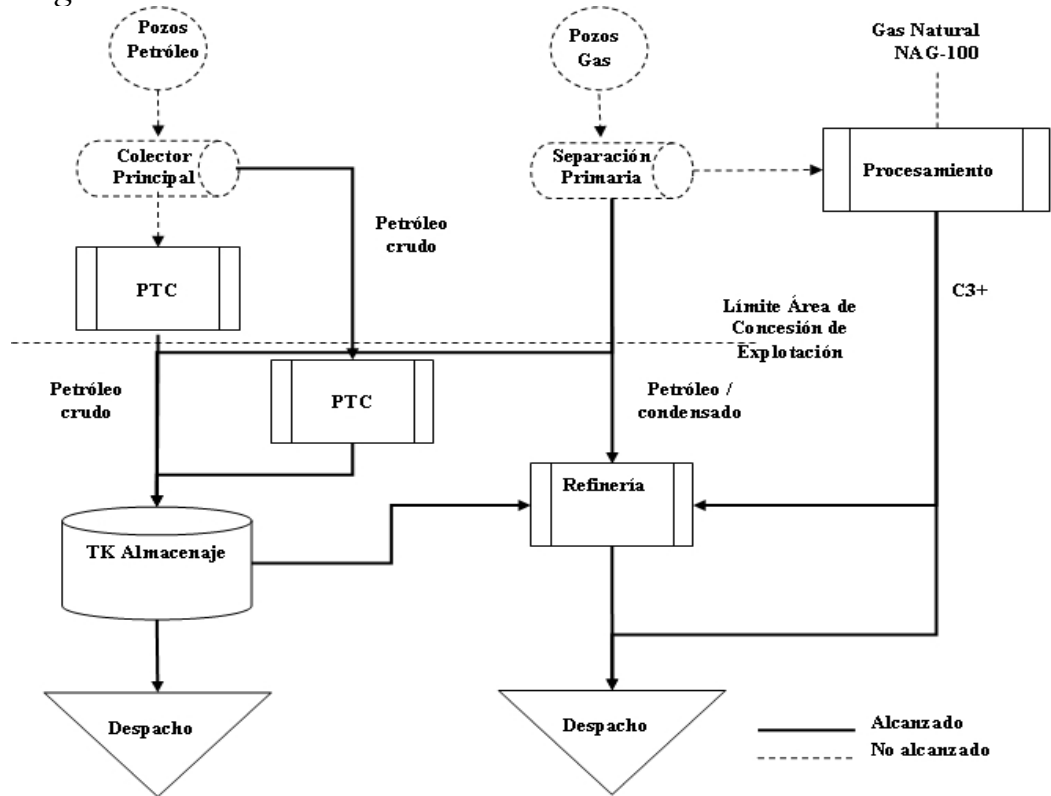 Pozos
Petróleo
Pozos
Gas
Gas Natural
NAG-100
Colector
Principal
Separación
Primaria
Procesamiento
Petróleo
crudo
PTC
C3+
Límite Área de
Concesión de
Explotación
Petróleo
crudo
PTC
Petróleo /
condensado
Refinería
TK Almacenaje
Despacho
Despacho
Alcanzado
No alcanzado